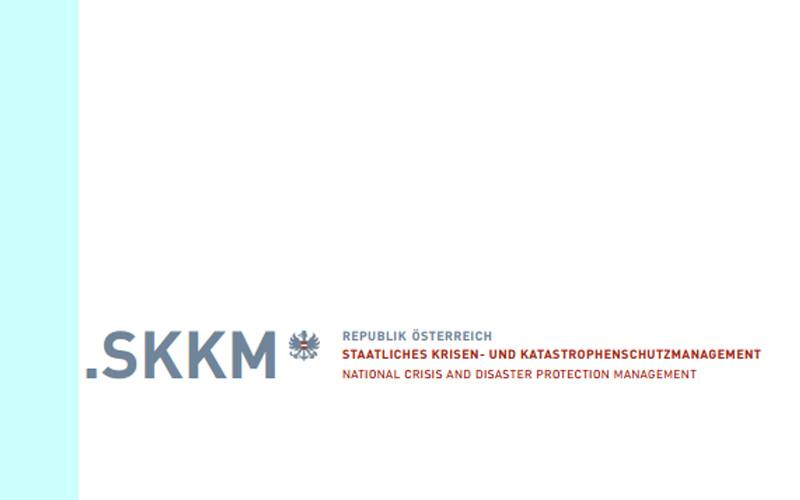 .SKKM
REPUBLIK ÖSTERREICH
STAATLICHES KRISEN- UND KATASTROPHENSCHUTZMANAGEMENT
NATIONAL CRISIS AND DISASTER PROTECTION MANAGEMENT